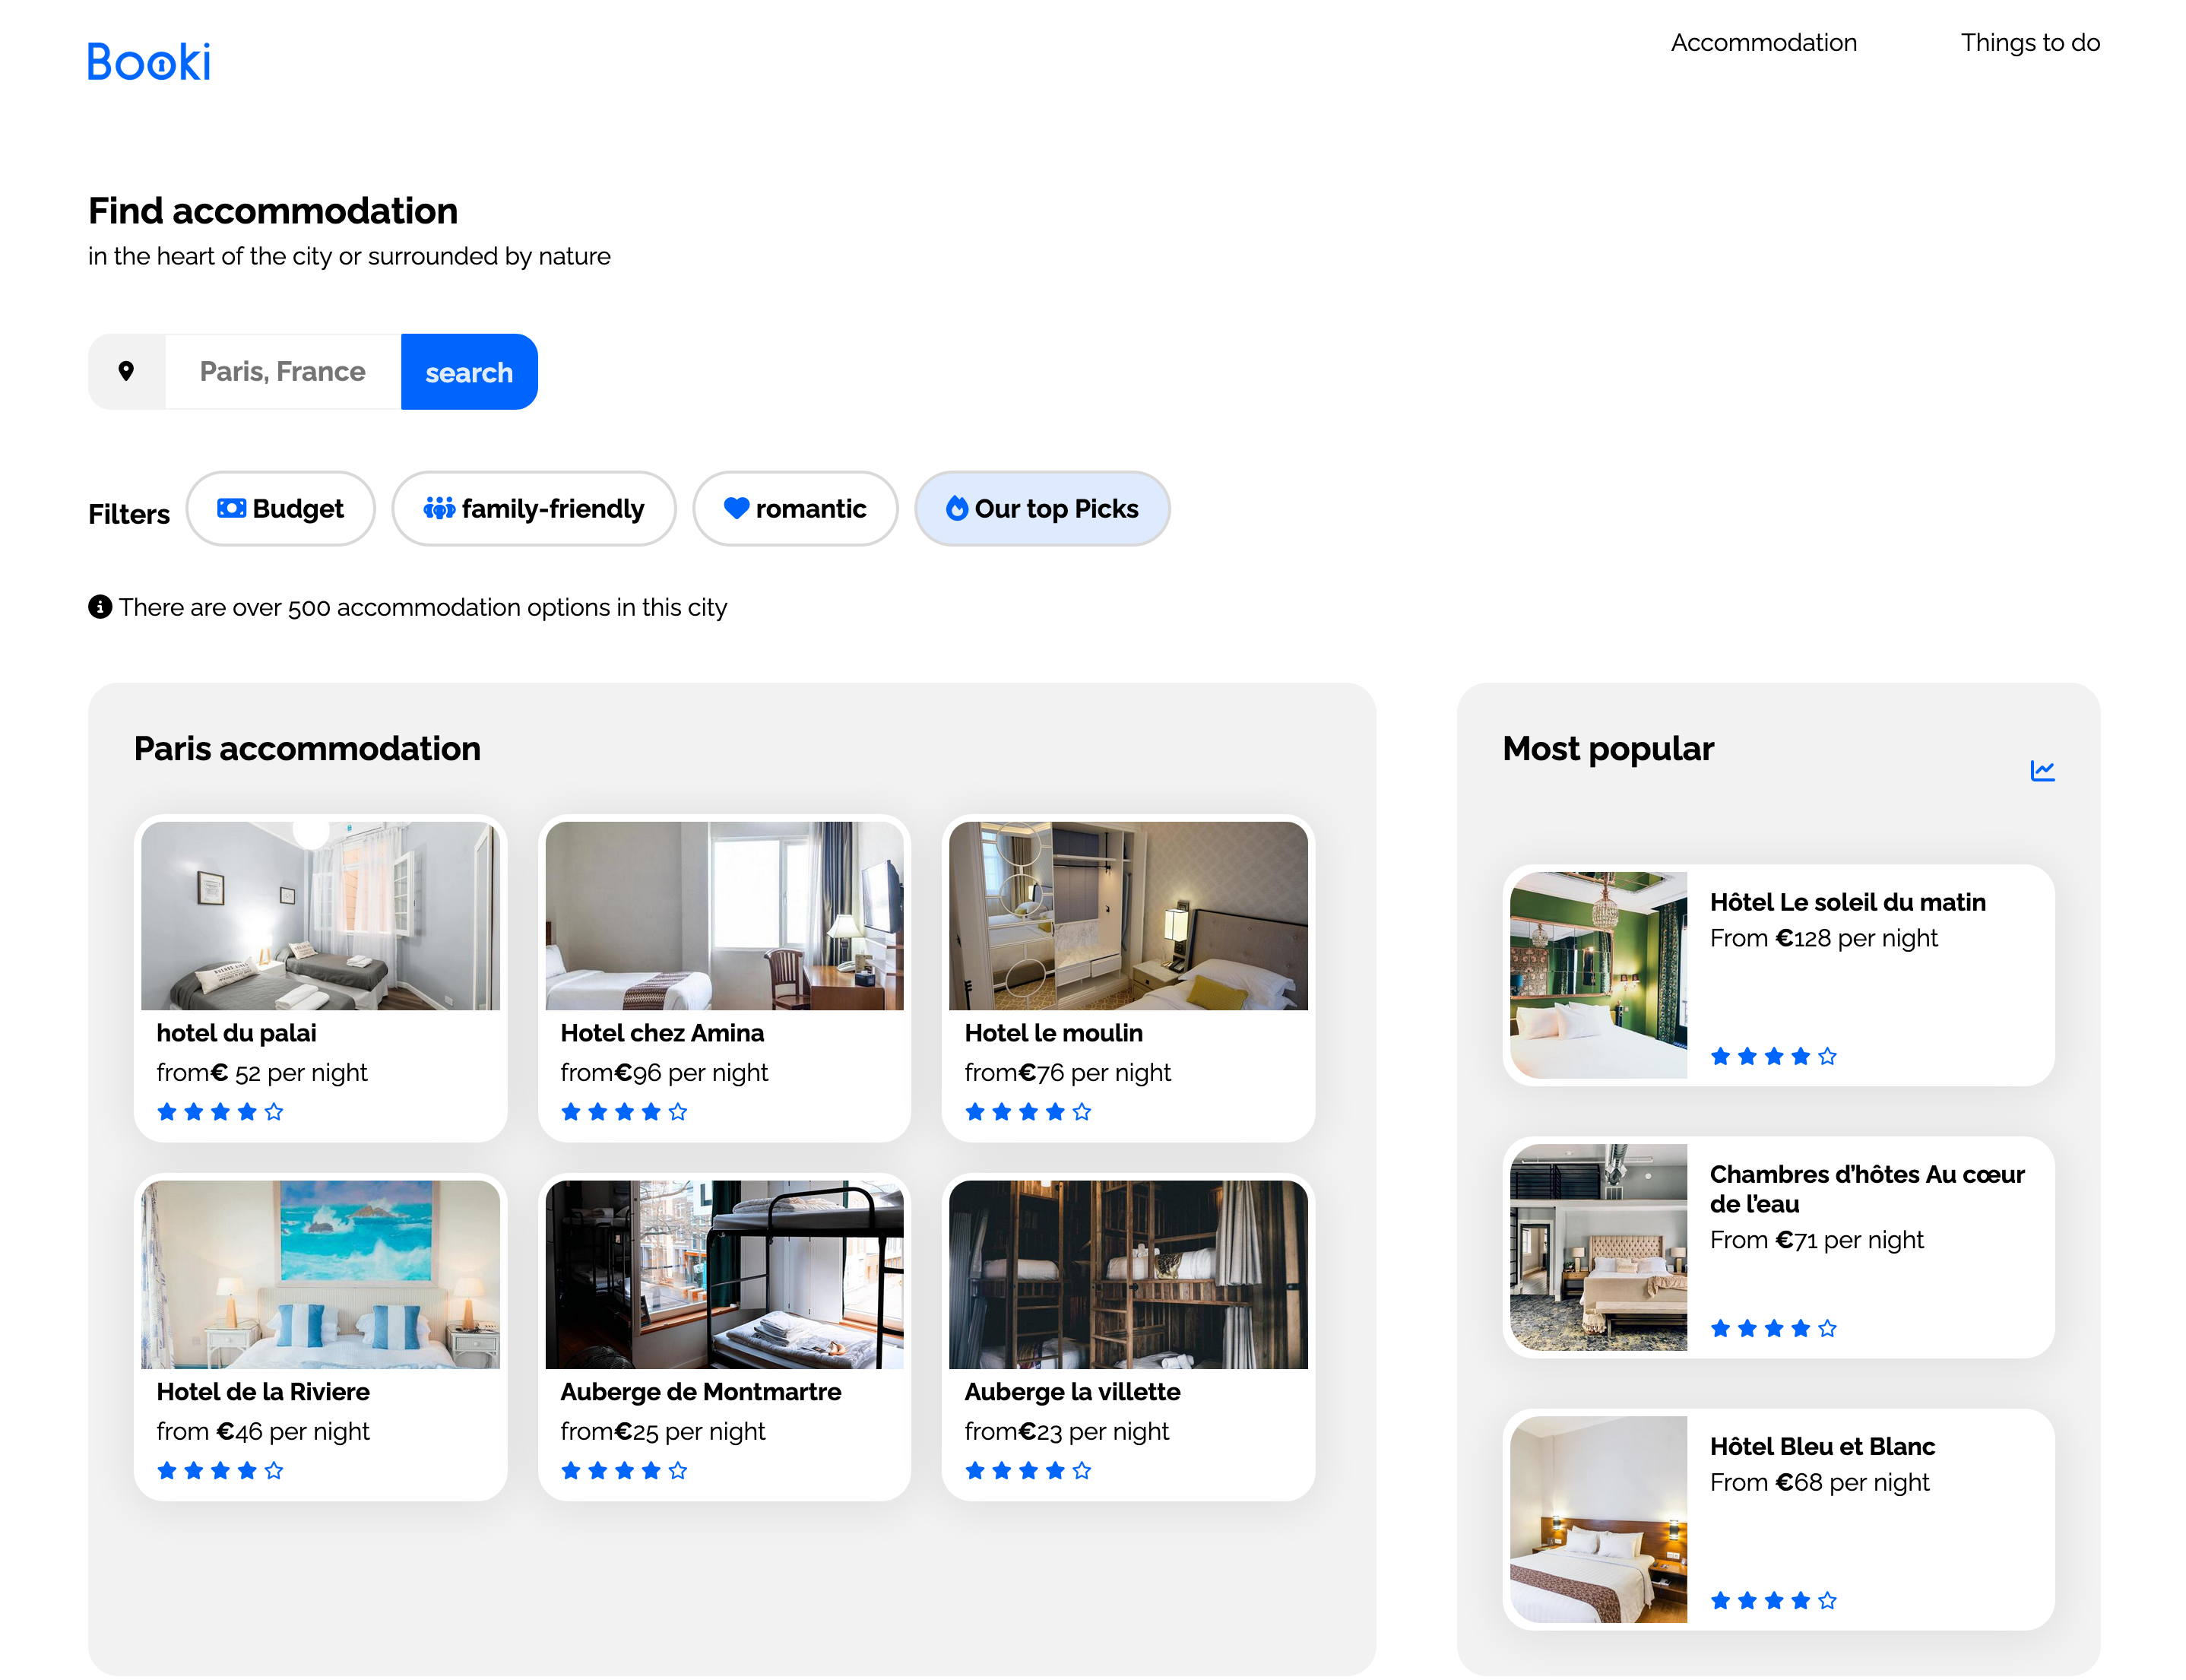 Booki
Accommodation
Things to do
Find accommodation
in the heart of the city or surrounded by nature
Paris, France
search
Filters
Budget
family-friendly
romantic
Our top Picks
There are over 500 accommodation options in this city
Paris accommodation
hotel du palai
from€ 52 per night
Hotel chez Amina
from€96 per night
Hotel le moulin
from€76 per night
Hotel de la Riviere
from €46 per night
Auberge de Montmartre
from€25 per night
Auberge la villette
from€23 per night
Most popular
Hôtel Le soleil du matin
From €128 per night
Chambres d’hôtes Au cœur
de l’eau
From €71 per night
Hôtel Bleu et Blanc
From €68 per night